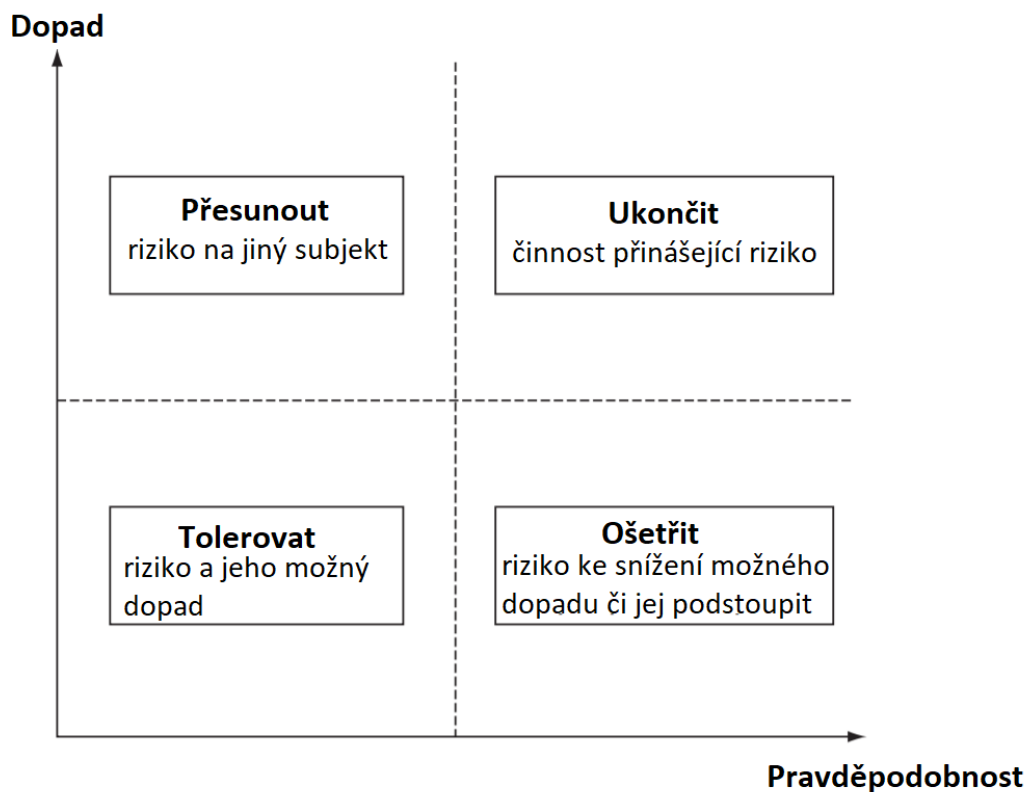 Dopad
Přesunout
riziko na jiný subjekt
Ukončit
činnost přinášející riziko
Tolerovat
riziko a jeho možný
dopad
Ošetřit
riziko ke snížení možného
dopadu či jej podstoupit
Pravděpodobnost